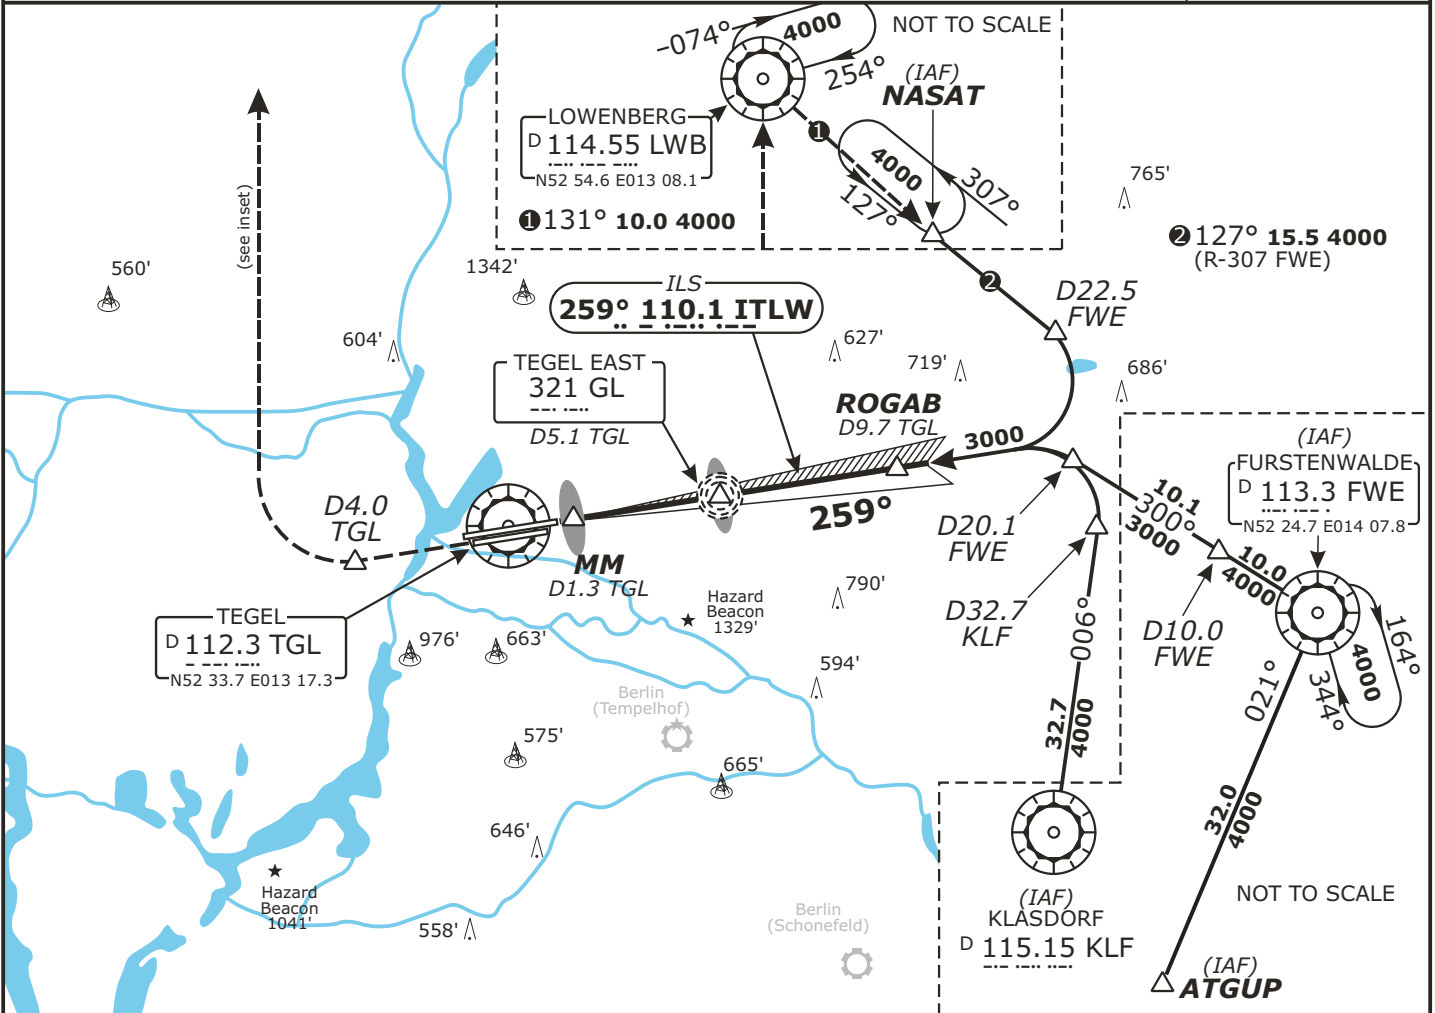 NOT TO SCALE
074°
4000
254°
(IAF)
NASAT
LOWENBERG
D 114.55 LWB
N52 54.6 E013 08.1
1 131° 10.0 4000
1
4000
127°
307°
765'
2 127° 15.5 4000
(R-307 FWE)
(see inset)
560'
1342'
ILS
259° 110.1 ITLW
2
D22.5
FWE
604'
627'
719'
686'
TEGEL EAST
321 GL
D5.1 TGL
ROGAB
D9.7 TGL
3000
(IAF)
FURSTENWALDE
D 113.3 FWE
N52 24.7 E014 07.8
D4.0
TGL
259°
D20.1
FWE
10.1
300°
3000
10.0
4000
MM
D1.3 TGL
790'
Hazard
Beacon
1329'
D32.7
KLF
006°
D10.0
FWE
164°
4000
344°
TEGEL
D 112.3 TGL
N52 33.7 E013 17.3
976'
663'
594'
021°
Berlin
(Tempelhof)
32.7
4000
575'
665'
32.0
4000
646'
Hazard
Beacon
1041'
558'
Berlin
(Schonefeld)
(IAF)
KLASDORF
D 115.15 KLF
NOT TO SCALE
(IAF)
ATGUP